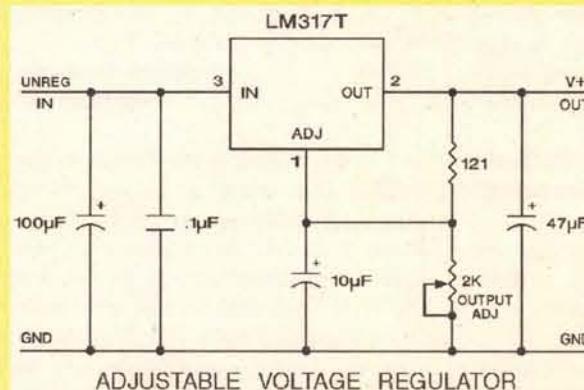 LM317T
UNREG
IN
3
IN
OUT
2
V+
OUT
ADJ
1
121
100µF
+
.1µF
+
10µF
2K
OUTPUT
ADJ
+
47µF
GND
GND
ADJUSTABLE VOLTAGE REGULATOR